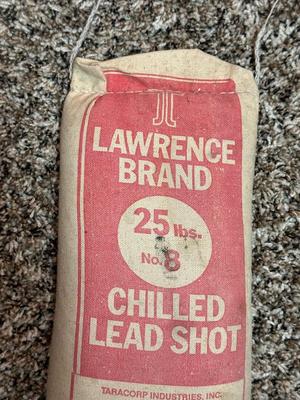 LAWRENCE
BRAND
25 lbs.
No. 8
CHILLED
LEAD SHOT
TARACORP INDUSTRIES, INC.